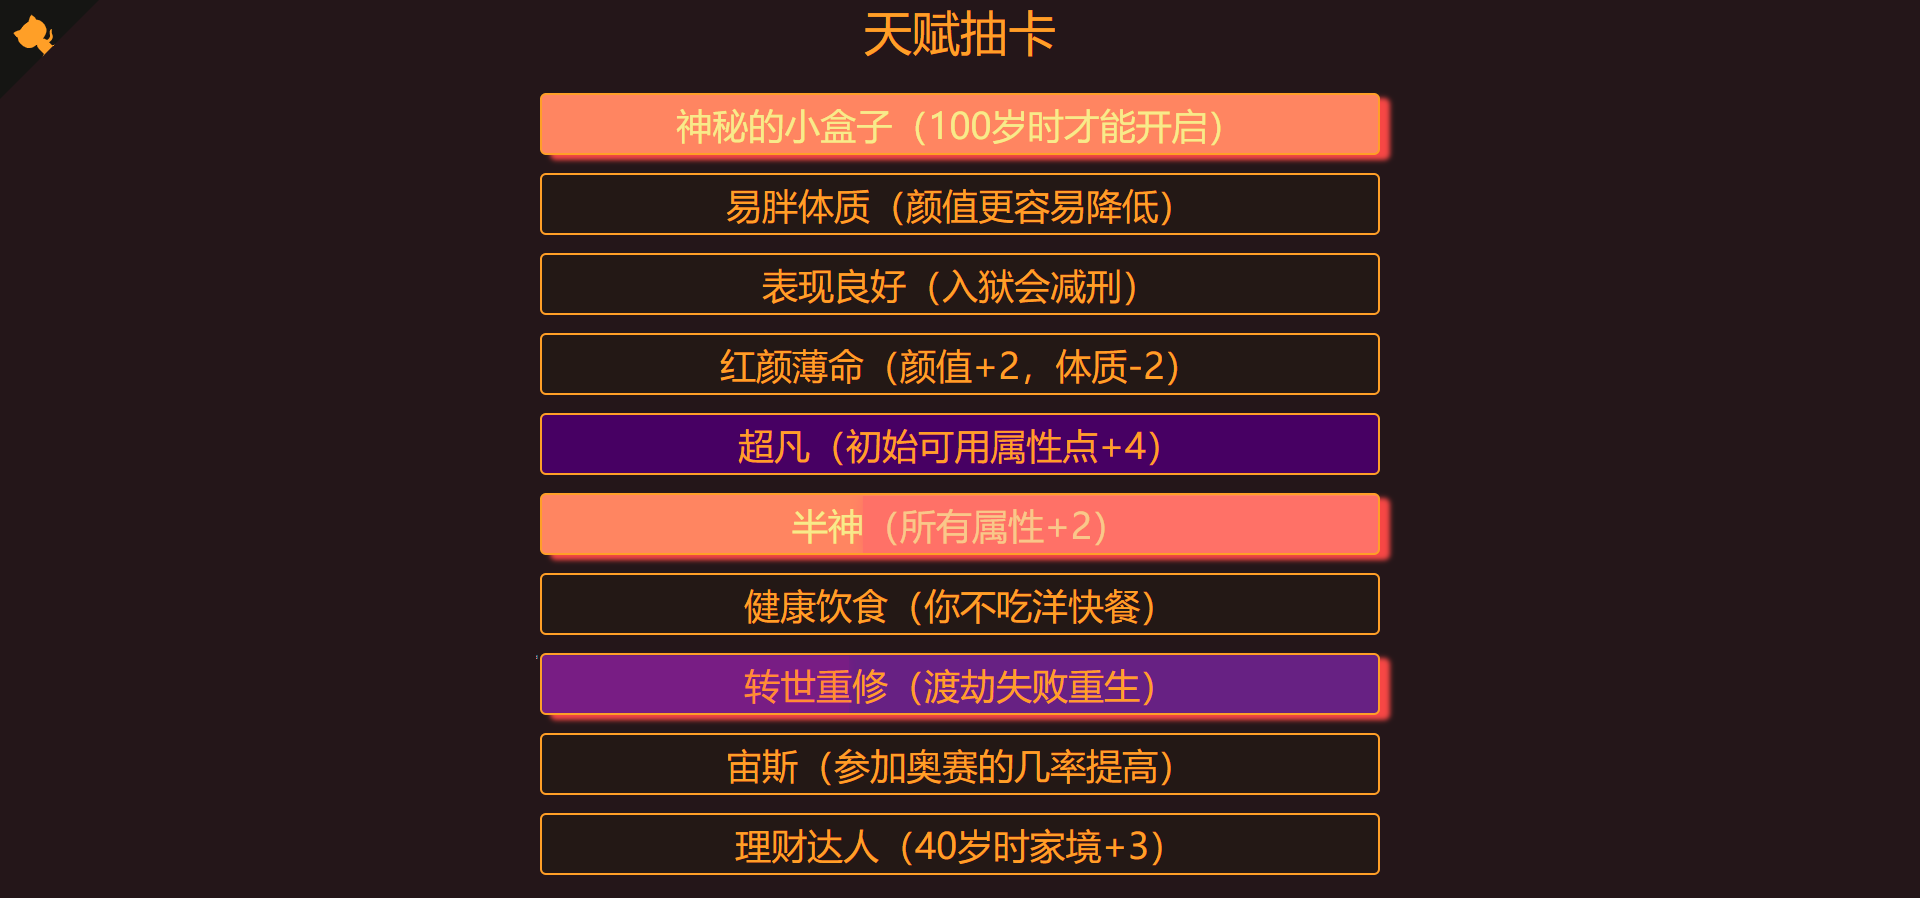 天赋抽卡
神秘的小盒子（100岁时才能开启）
易胖体质（颜值更容易降低）
表现良好（入狱会减刑）
红颜薄命（颜值+2，体质-2）
超凡（初始可用属性点+4）
半神（所有属性+2）
健康饮食（你不吃洋快餐）
转世重修（渡劫失败重生）
宙斯（参加奥赛的几率提高）
理财达人（40岁时家境+3）